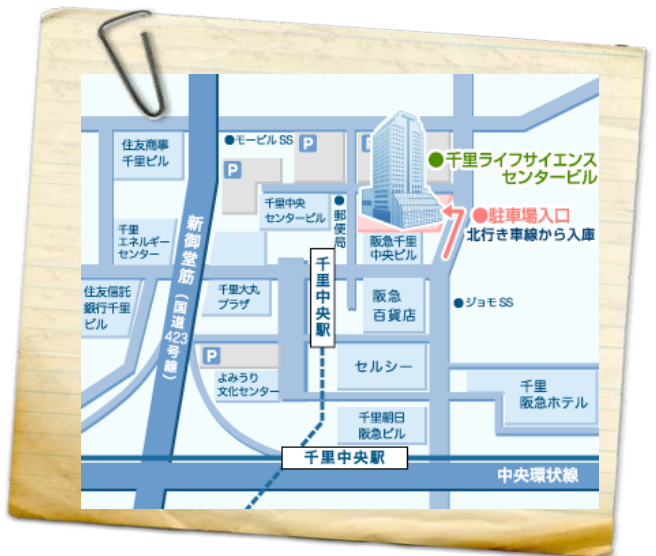 住友商事
千里ビル
●モービルSS
P
P
P
●千里ライフサイエンス
センタービル
千里
エネルギー
センター
千里中央
センタービル
●郵便局
●駐車場入口
北行き車線から入庫
阪急千里
中央ビル
新御堂筋(国道423号線)
千里中央駅
住友信託
銀行千里
ビル
千里大丸
プラザ
阪急
百貨店
●ジョモSS
P
よみうり
文化センター
セルシー
千里
阪急ホテル
千里朝日
阪急ビル
千里中央駅
中央環状線